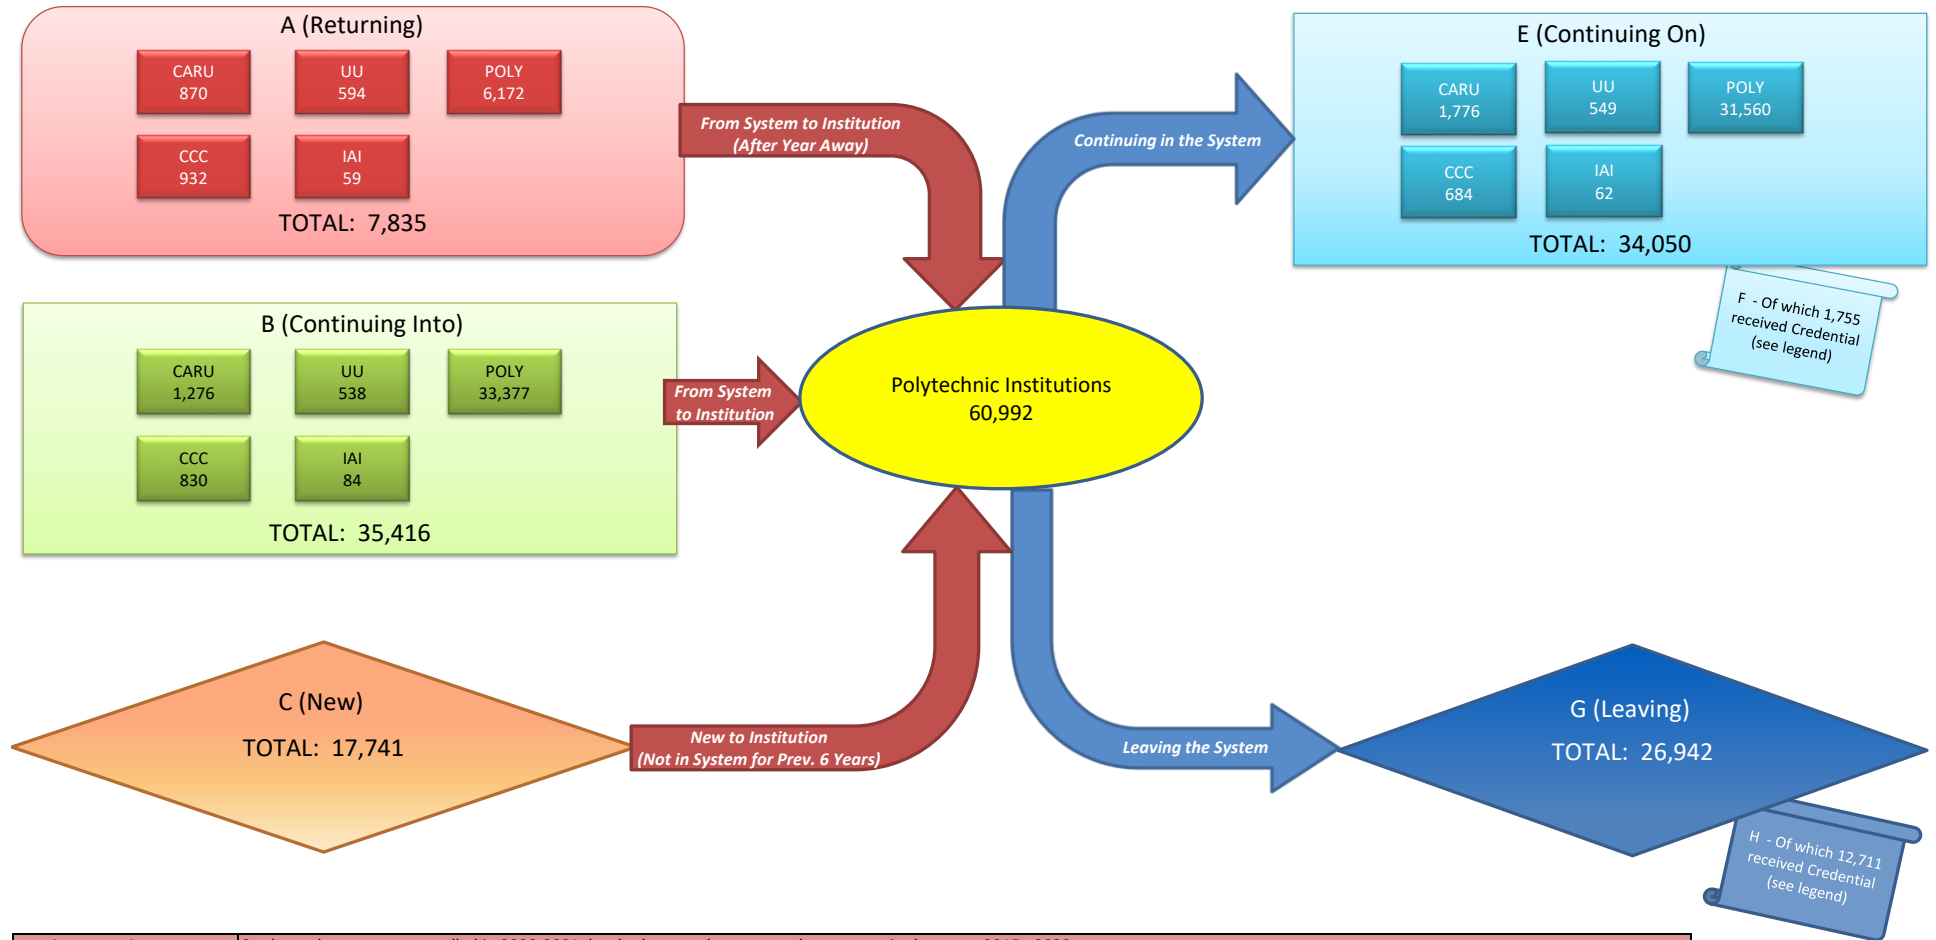 A (Returning)
CARU
870
UU
594
POLY
6,172
CCC
932
IAI
59
TOTAL: 7,835
From System to Institution
(After Year Away)
Continuing in the System
E (Continuing On)
CARU
1,776
UU
549
POLY
31,560
CCC
684
IAI
62
TOTAL: 34,050
F - Of which 1,755
received Credential
(see legend)
B (Continuing Into)
CARU
1,276
UU
538
POLY
33,377
CCC
830
IAI
84
TOTAL: 35,416
From System
to Institution
Polytechnic Institutions
60,992
C (New)
TOTAL: 17,741
New to Institution
(Not in System for Prev. 6 Years)
Leaving the System
G (Leaving)
TOTAL: 26,942
H - Of which 12,711
received Credential
(see legend)